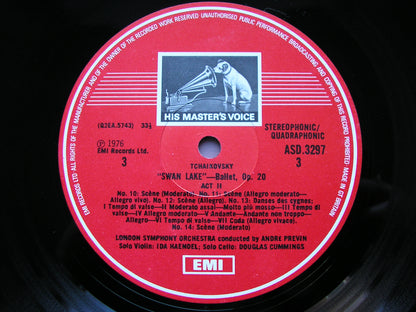 AND OF THE OWNER OF THE RECORDED WORK RESERVED UNAUTHORISED PUBLIC PERFORMANCE BROADCASTING AND COPYING OF THIS RECORD PROHIBITED MADE IN GT BRITAIN
EMI RECORDS LTD ALL RIGHTS OF THE MANUFACTURER
HIS MASTER'S VOICE
(Q2EA.5743) 33⅓
STEREOPHONIC/
QUADRAPHONIC
Ⓟ 1976
EMI Records Ltd.
ASD.3297
3
3
TCHAIKOVSKY
"SWAN LAKE"—Ballet, Op. 20
ACT II
No. 10: Scène (Moderato). No. 11: Scène (Allegro moderato—
Allegro vivo). No. 12: Scène (Allegro). No. 13: Danses des cygnes;
I Tempo di valse—II Moderato assai—Molto più mosso—III Tempo di
valse—IV Allegro moderato—V Andante—Andante non troppo—
Allegro—VI Tempo di valse—VII Coda (Allegro vivace).
No. 14: Scène (Moderato)
LONDON SYMPHONY ORCHESTRA conducted by ANDRE PREVIN
Solo Violin: IDA HAENDEL; Solo Cello: DOUGLAS CUMMINGS
EMI